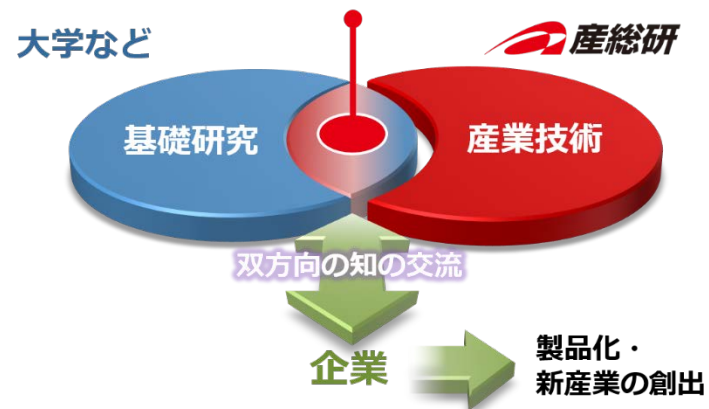 大学など
産総研
基礎研究
産業技術
双方向の知の交流
企業
製品化・
新産業の創出